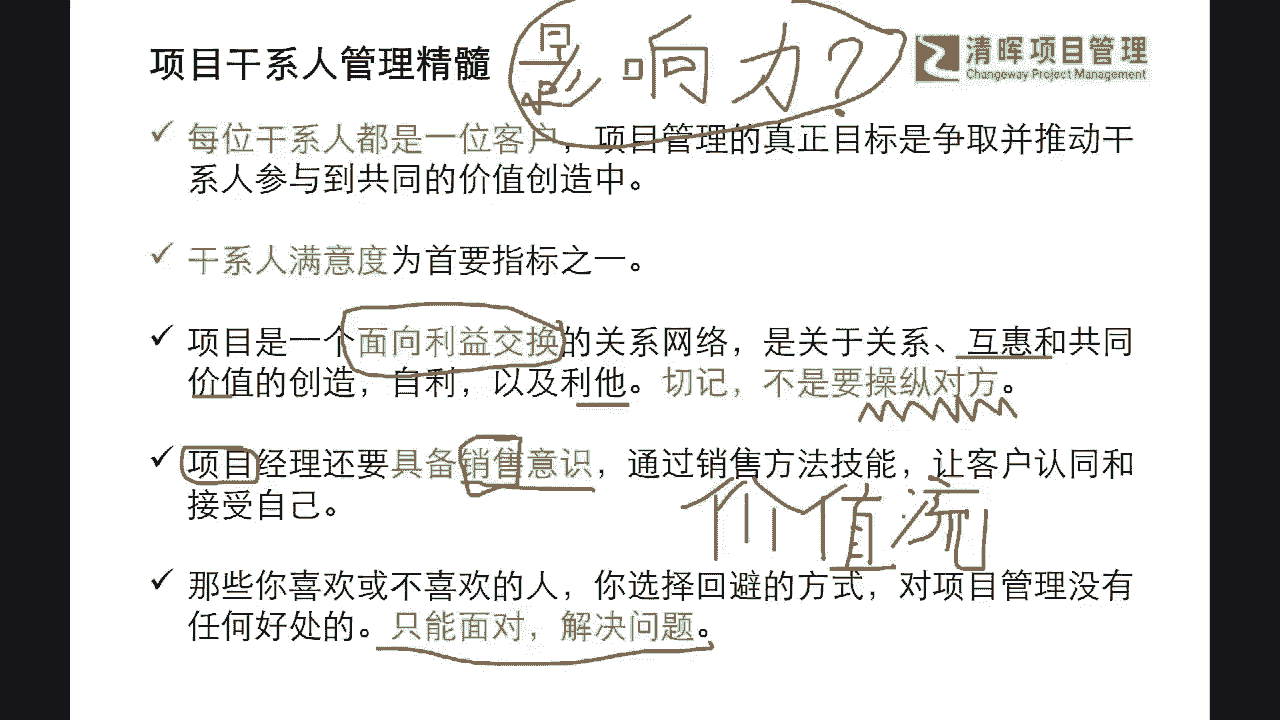 项目干系人管理精髓
影响力?
清晖项目管理
Changeway Project Management
✓ 每位干系人都是一位客户，项目管理的真正目标是争取并推动干
系人参与到共同的价值创造中。
✓ 干系人满意度为首要指标之一。
✓ 项目是一个面向利益交换的关系网络，是关于关系、互惠和共同
价值的创造，自利，以及利他。切记，不是要操纵对方。
✓ 项目经理还要具备销售意识，通过销售方法技能，让客户认同和
接受自己。
价值流
✓ 那些你喜欢或不喜欢的人，你选择回避的方式，对项目管理没有
任何好处的。只能面对，解决问题。